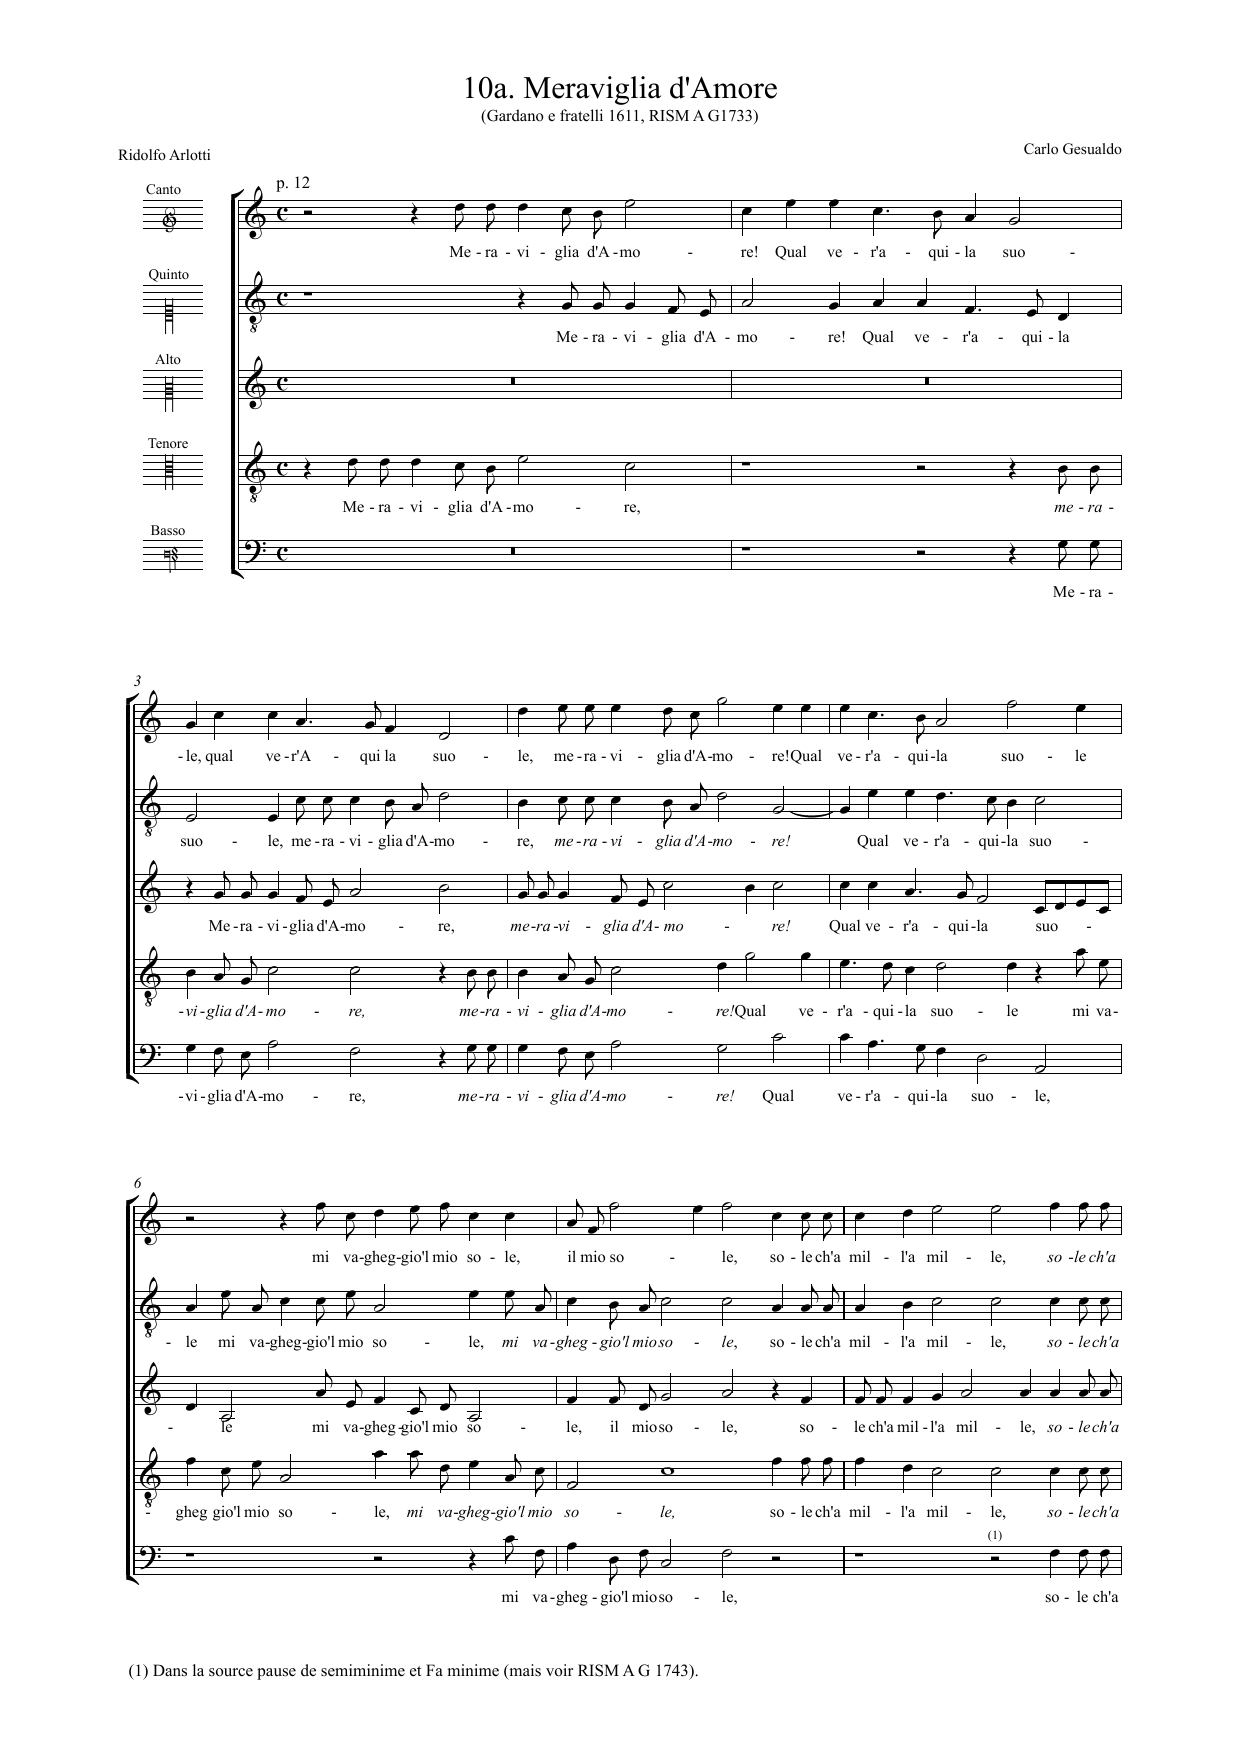 10a. Meraviglia d'Amore
(Gardano e fratelli 1611, RISM A G1733)
Ridolfo Arlotti
Carlo Gesualdo
p. 12
Canto
Me - ra - vi - glia d'A - mo - re! Qual ve - r'a - qui - la suo -
Quinto
8
Me - ra - vi - glia d'A - mo - re! Qual ve - r'a - qui - la
Alto
Tenore
8
Me - ra - vi - glia d'A - mo - re, me - ra -
Basso
Me - ra -
3
- le, qual ve - r'A - qui la suo - le, me - ra - vi - glia d'A - mo - re! Qual ve - r'a - qui - la suo - le
8
suo - le, me - ra - vi - glia d'A - mo - re, me - ra - vi - glia d'A - mo - re! Qual ve - r'a - qui - la suo -
Me - ra - vi - glia d'A - mo - re, me - ra - vi - glia d'A - mo - re! Qual ve - r'a - qui - la suo -
8
- vi - glia d'A - mo - re, me - ra - vi - glia d'A - mo - re! Qual ve - r'a - qui - la suo - le mi va -
- vi - glia d'A - mo - re, me - ra - vi - glia d'A - mo - re! Qual ve - r'a - qui - la suo - le,
6
mi va - gheg - gio'l mio so - le, il mio so - le, so - le ch'a mil - l'a mil - le, so - le ch'a
8
- le mi va - gheg - gio'l mio so - le, mi va - gheg - gio'l mio so - le, so - le ch'a mil - l'a mil - le, so - le ch'a
- le mi va - gheg - gio'l mio so - le, il mio so - le, so - le ch'a mil - l'a mil - le, so - le ch'a
8
- gheg gio'l mio so - le, mi va - gheg - gio'l mio so - le, so - le ch'a mil - l'a mil - le, so - le ch'a
(1)
mi va - gheg - gio'l mio so - le, so - le ch'a
(1) Dans la source pause de semiminime et Fa minime (mais voir RISM A G 1743).